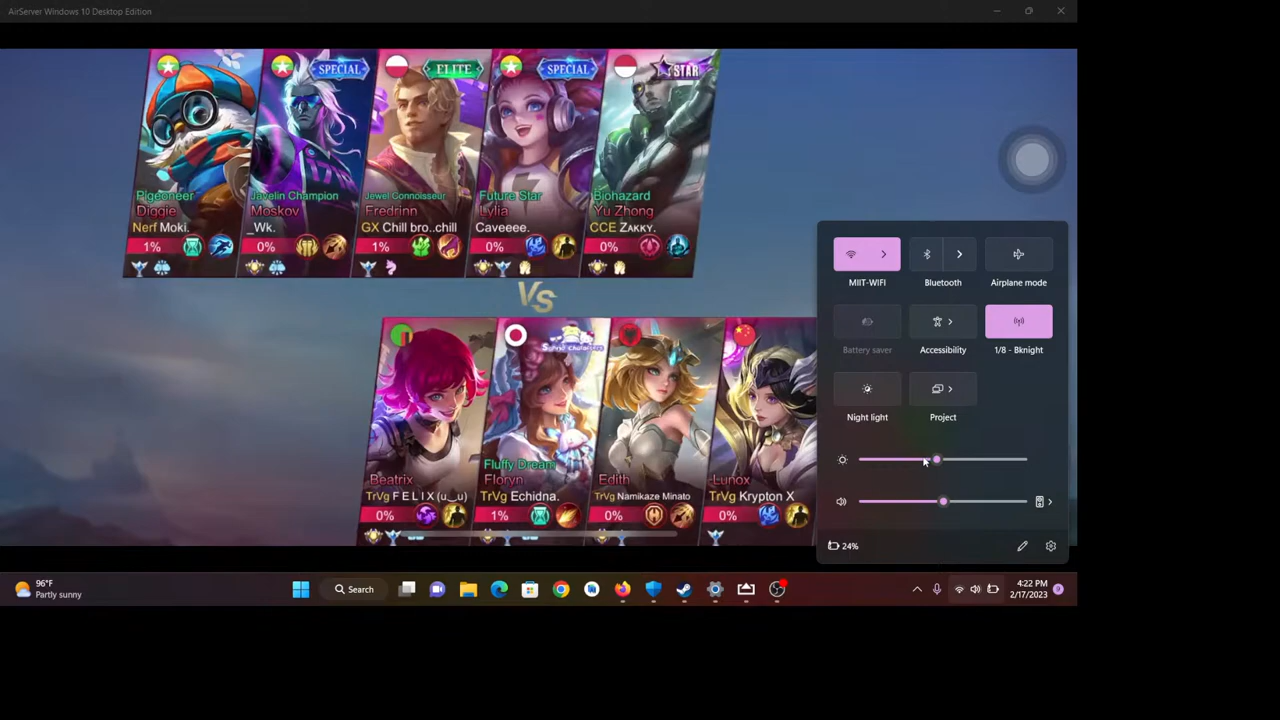 AirServer Windows 10 Desktop Edition
SPECIAL
ELITE
SPECIAL
STAR
Pigeoneer
Diggie
Nerf Moki.
1%
Javelin Champion
Moskov
_Wk.
0%
Jewel Connoisseur
Fredrinn
GX Chill bro..chill
1%
Future Star
Lylia
Caveeee.
0%
Biohazard
Yu Zhong
CCE ZAKKY.
0%
VS
Beatrix
TrVg F E L I X (u‿u)
0%
Sanrio Characters
Fluffy Dream
Floryn
TrVg Echidna.
1%
Edith
TrVg Namikaze Minato
0%
Lunox
TrVg Krypton X
0%
MIIT-WIFI
Bluetooth
Airplane mode
Battery saver
Accessibility
1/8 - Bknight
Night light
Project
24%
96°F
Partly sunny
Search
4:22 PM
2/17/2023